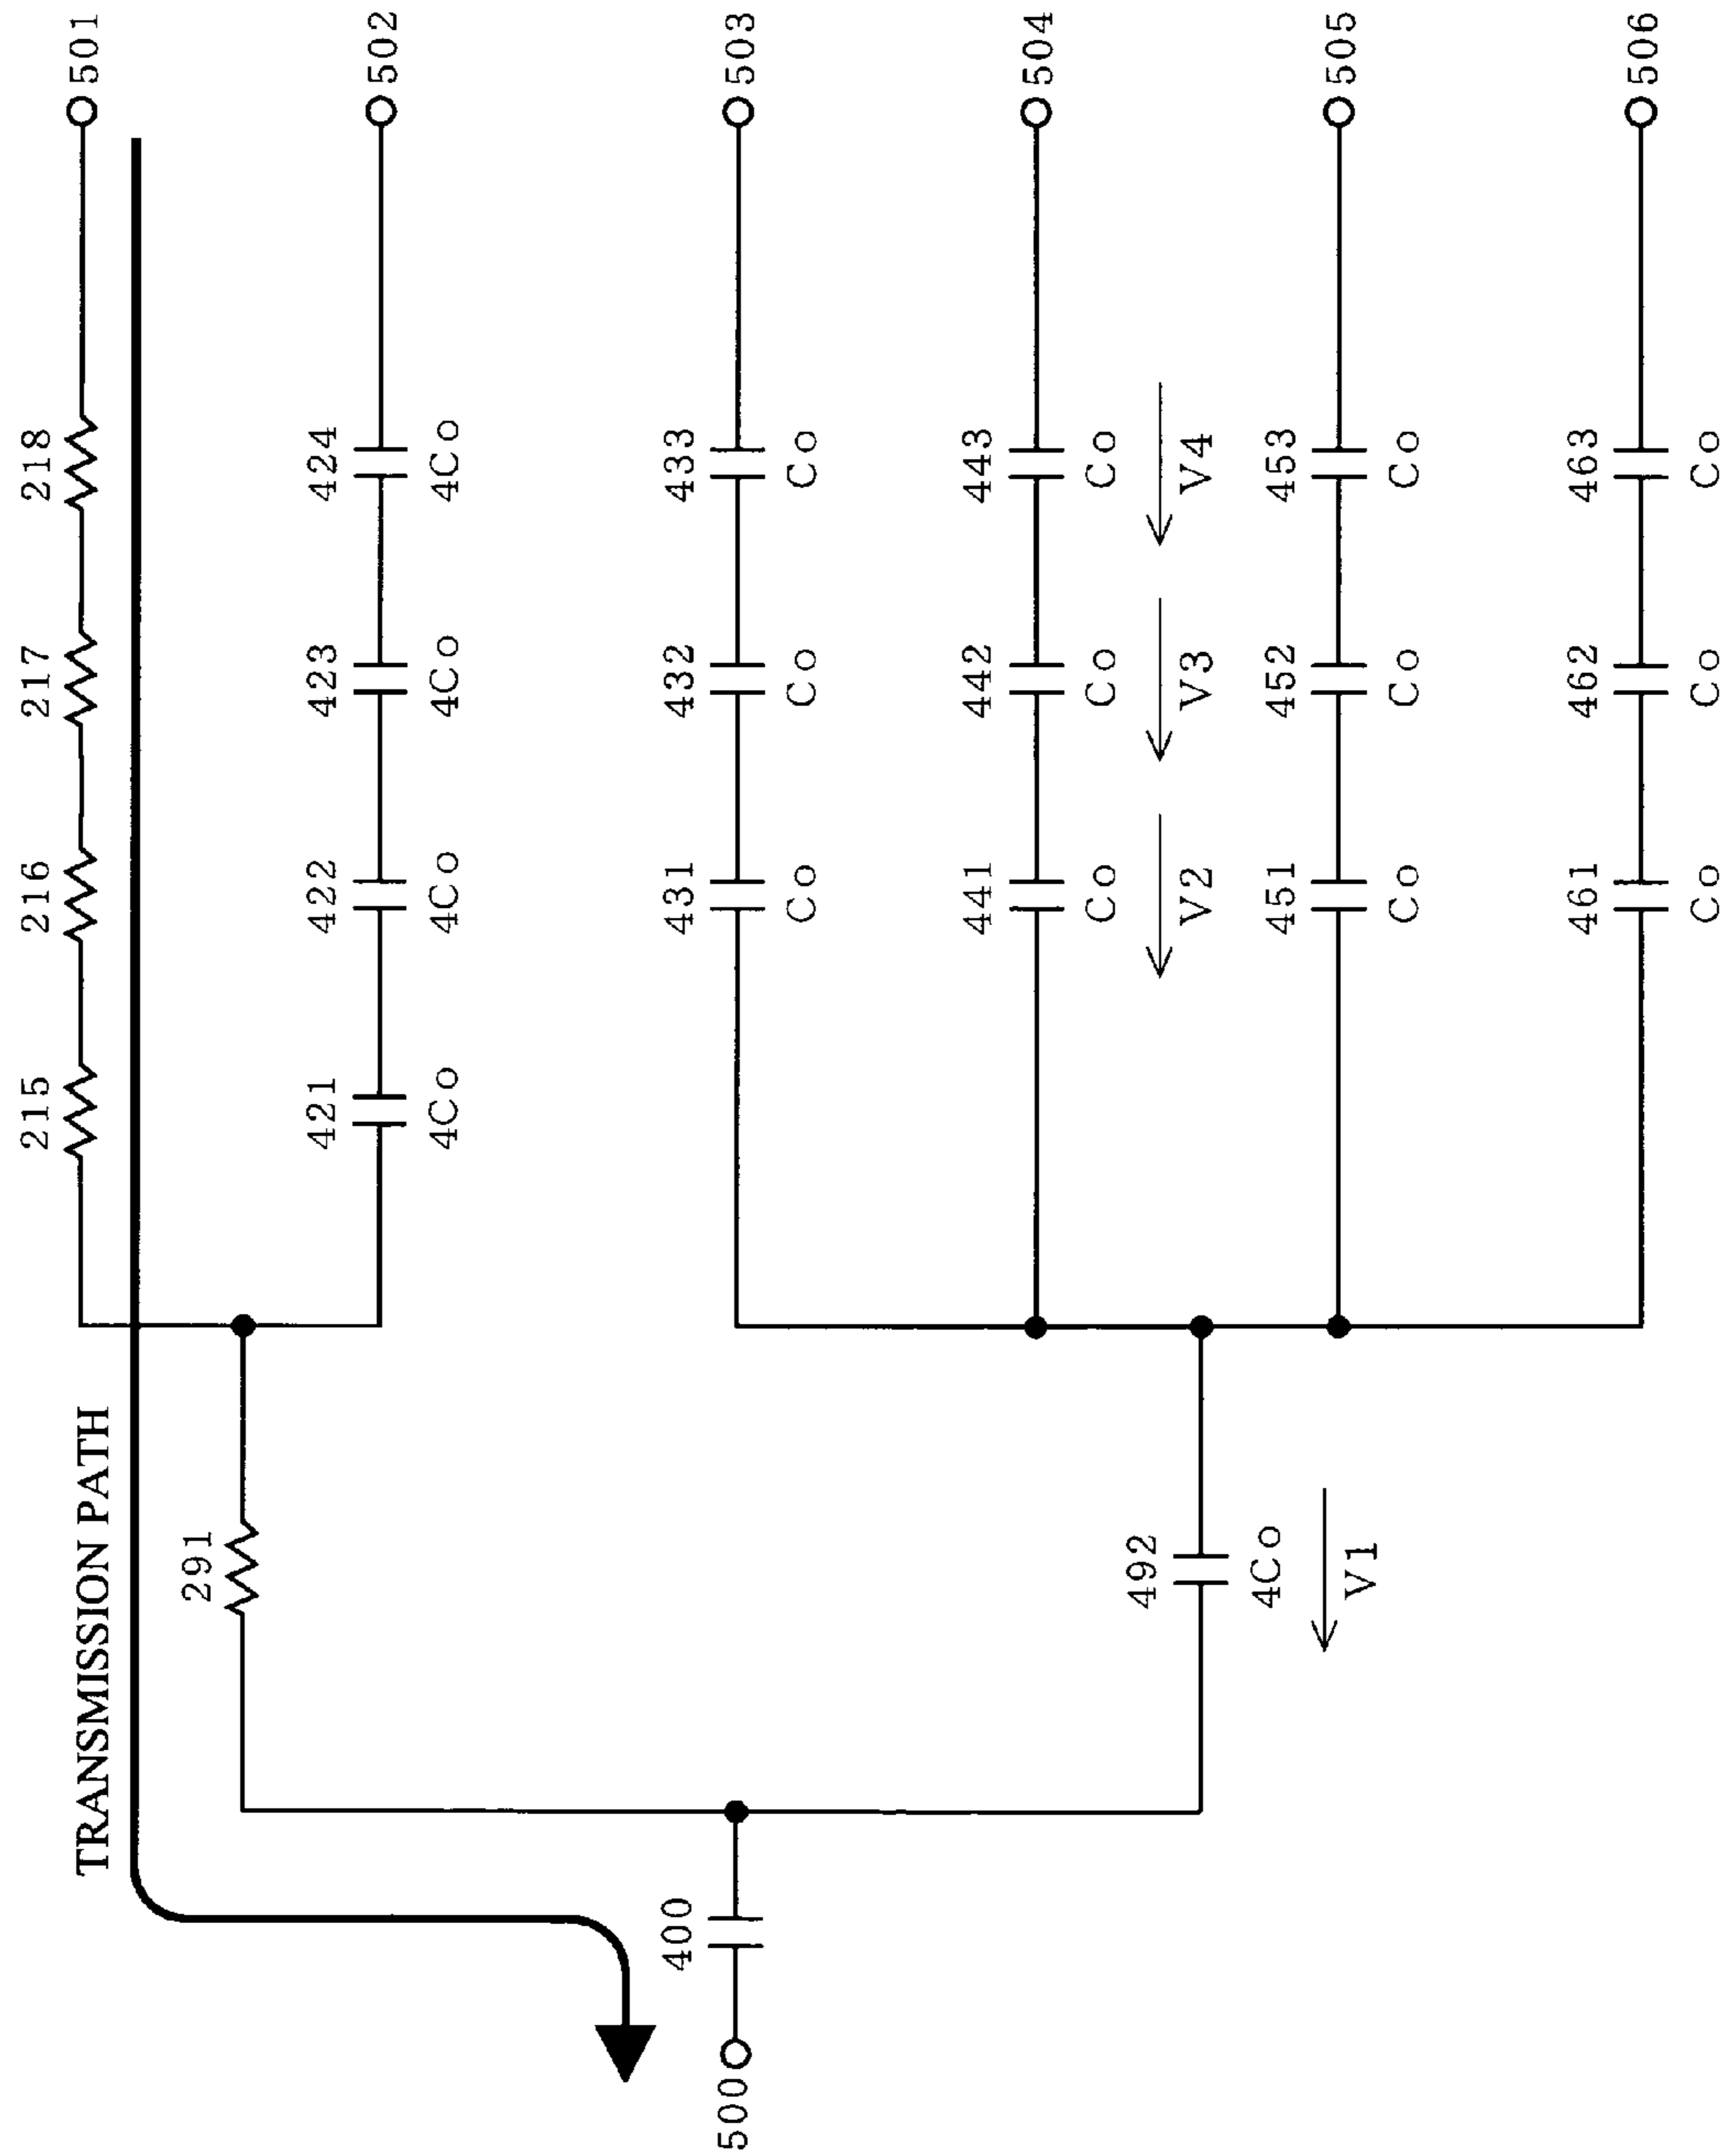 501
218
217
216
215
502
424
4Co
423
4Co
422
4Co
421
4Co
503
433
Co
432
Co
431
Co
504
443
Co
442
Co
441
Co
V4
V3
V2
505
453
Co
452
Co
451
Co
506
463
Co
462
Co
461
Co
TRANSMISSION PATH
291
492
4Co
V1
400
500